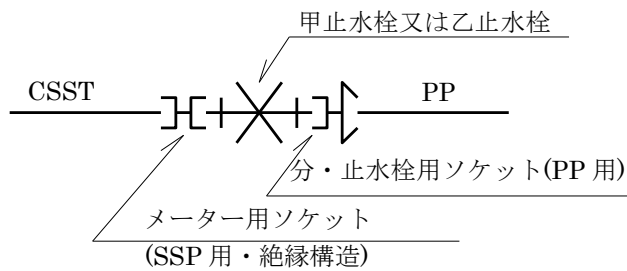 甲止水栓又は乙止水栓
CSST
PP
分・止水栓用ソケット(PP 用)
メーター用ソケット
(SSP 用・絶縁構造)